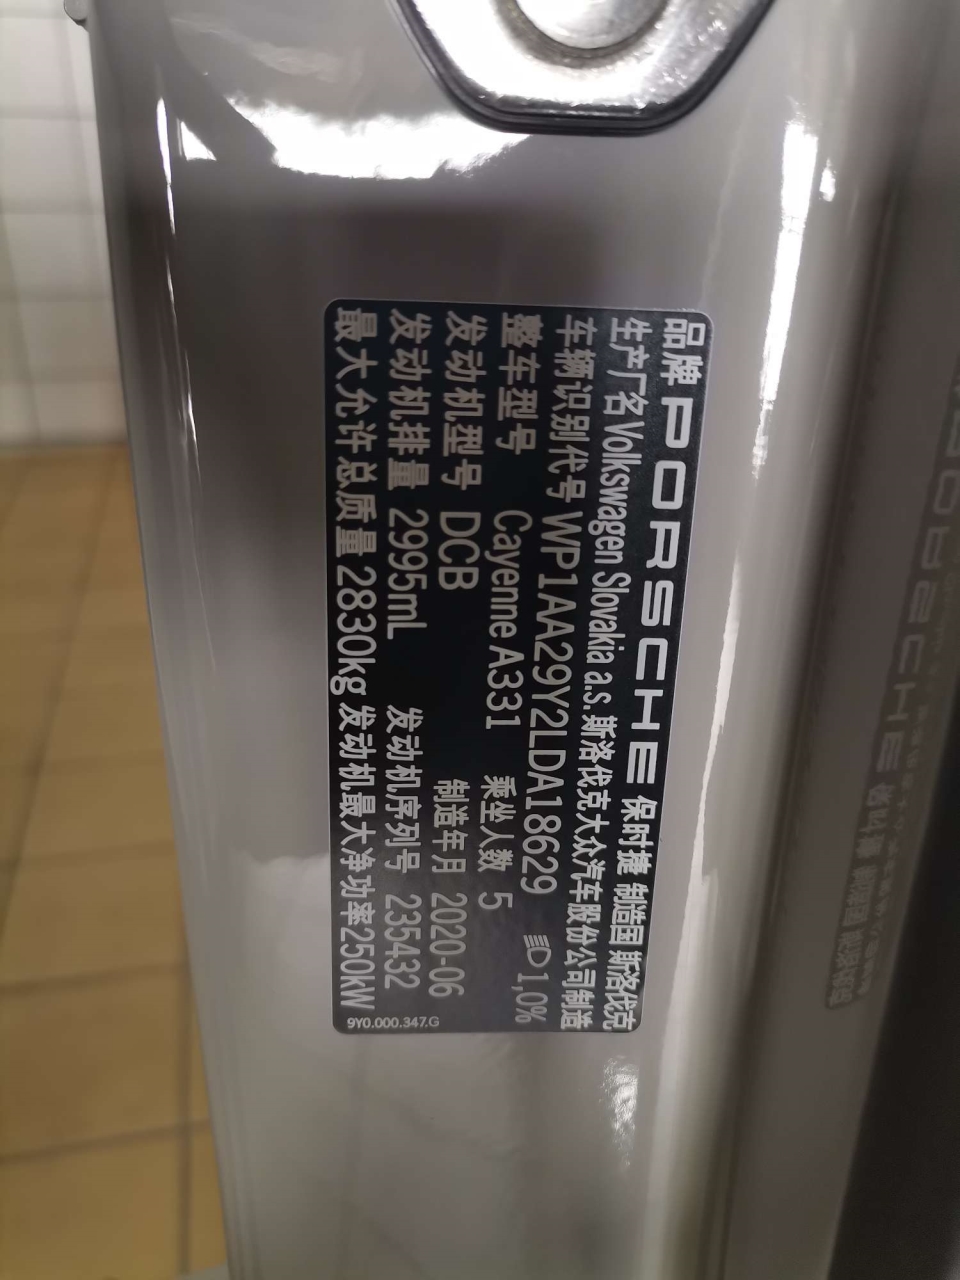 品牌 PORSCHE 保时捷 制造国 斯洛伐克
生产厂名 Volkswagen Slovakia a.s. 斯洛伐克大众汽车股份公司制造
车辆识别代号 WP1AA29Y2LDA18629 1,0%
整车型号 Cayenne A331 乘坐人数 5
发动机型号 DCB 制造年月 2020-06
发动机排量 2995mL 发动机序列号 235432
最大允许总质量 2830kg 发动机最大净功率250kW
9Y0.000.347.G